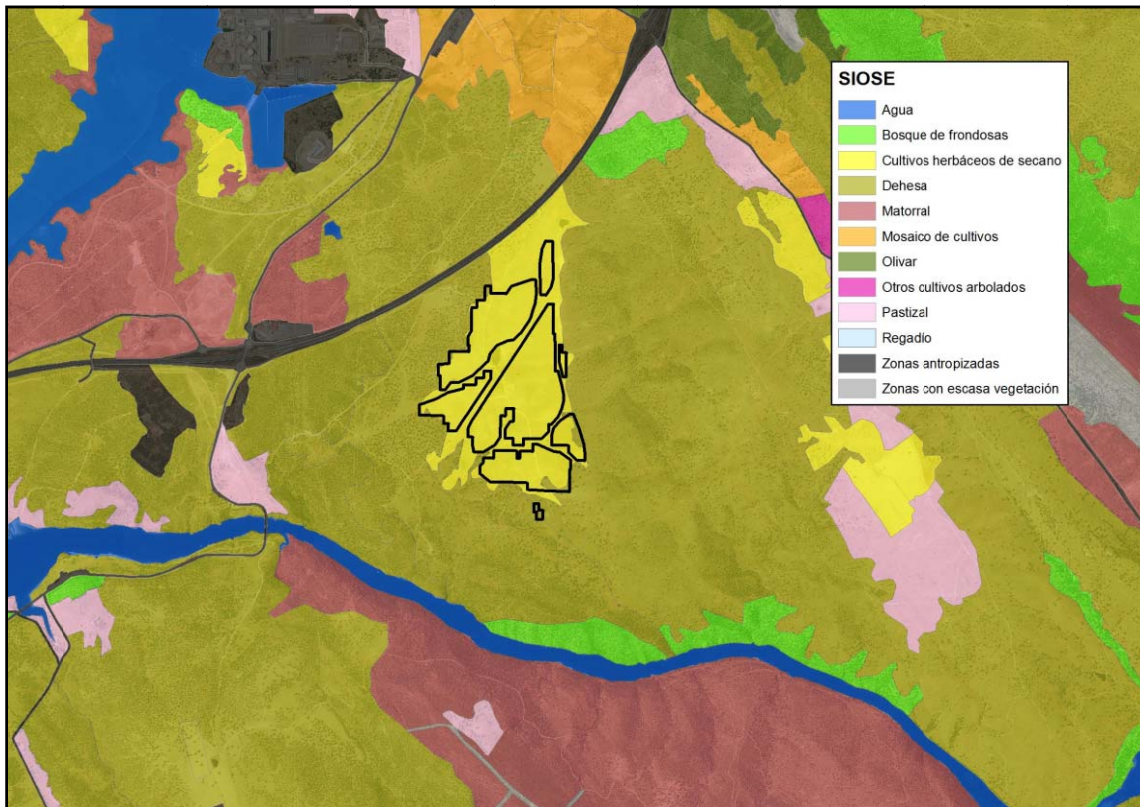 SIOSE
Agua
Bosque de frondosas
Cultivos herbáceos de secano
Dehesa
Matorral
Mosaico de cultivos
Olivar
Otros cultivos arbolados
Pastizal
Regadío
Zonas antropizadas
Zonas con escasa vegetación